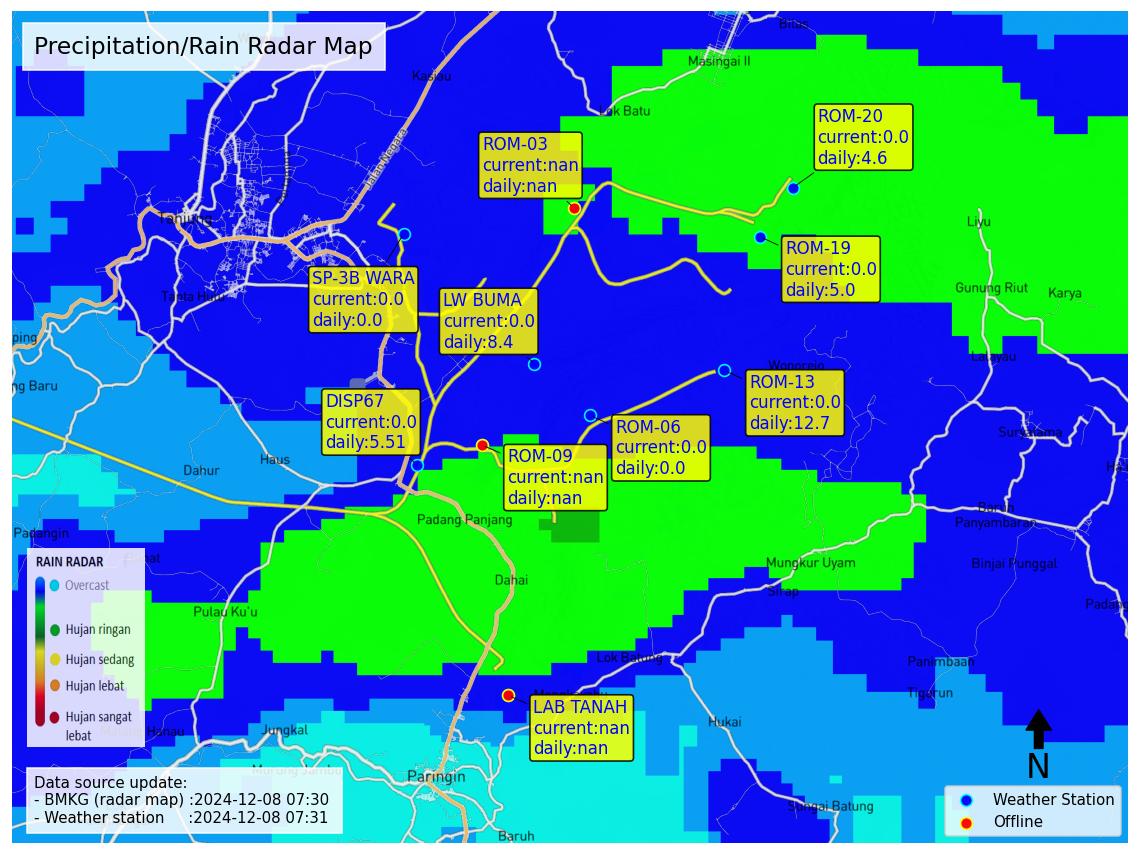 Precipitation/Rain Radar Map
Bilas
Masingai II
Kasiau
Lok Batu
Jalan Negara
ROM-20
current:0.0
daily:4.6
ROM-03
current:nan
daily:nan
Tanjung
Liyu
ROM-19
current:0.0
daily:5.0
SP-3B WARA
current:0.0
daily:0.0
LW BUMA
current:0.0
daily:8.4
Gunung Riut
Karya
ping
Lalayau
Wonorejo
ng Baru
ROM-13
current:0.0
daily:12.7
DISP67
current:0.0
daily:5.51
ROM-06
current:0.0
daily:0.0
Suryatama
Haus
Dahur
ROM-09
current:nan
daily:nan
Padang Panjang
Panyambaran
Padangin
RAIN RADAR
Overcast
Hujan ringan
Hujan sedang
Hujan lebat
Hujan sangat
lebat
Mungkur Uyam
Binjai Punggal
Dahai
Sirap
Pulau Ku'u
Padang
Lok Batung
Panimbaan
Tigarun
LAB TANAH
current:nan
daily:nan
Hukai
Jungkal
Hanau
Murung Jambu
Paringin
N
Data source update:
- BMKG (radar map) :2024-12-08 07:30
- Weather station :2024-12-08 07:31
Sungai Batung
Baruh
Weather Station
Offline